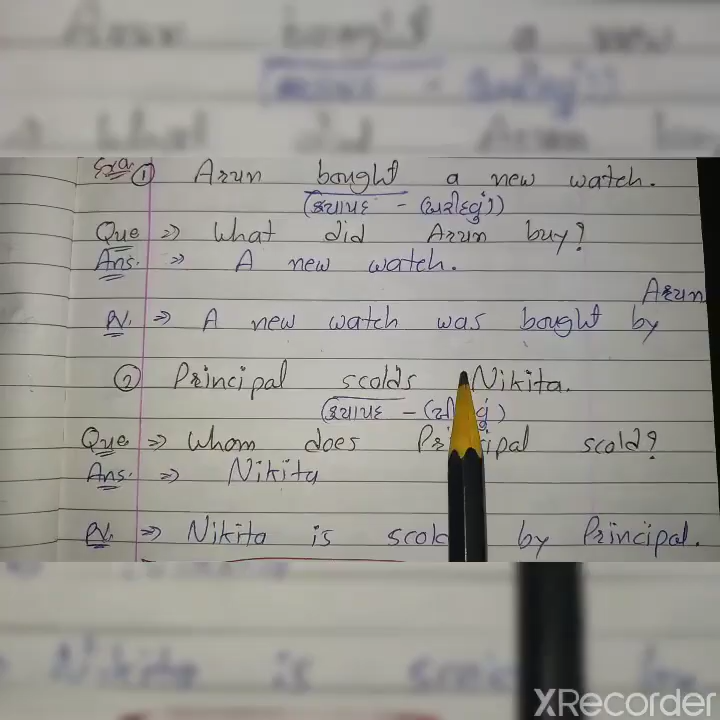 Exa. ① Arun bought a new watch.
(ક્રિયાપદ - (ખરીદવું)
Que => What did Arun buy?
Ans. => A new watch.
Arun
P.V. => A new watch was bought by
② Principal scolds Nikita.
Que => Whom does Principal scold?
Ans. => Nikita
P.V. => Nikita is by Principal.
XRecorder